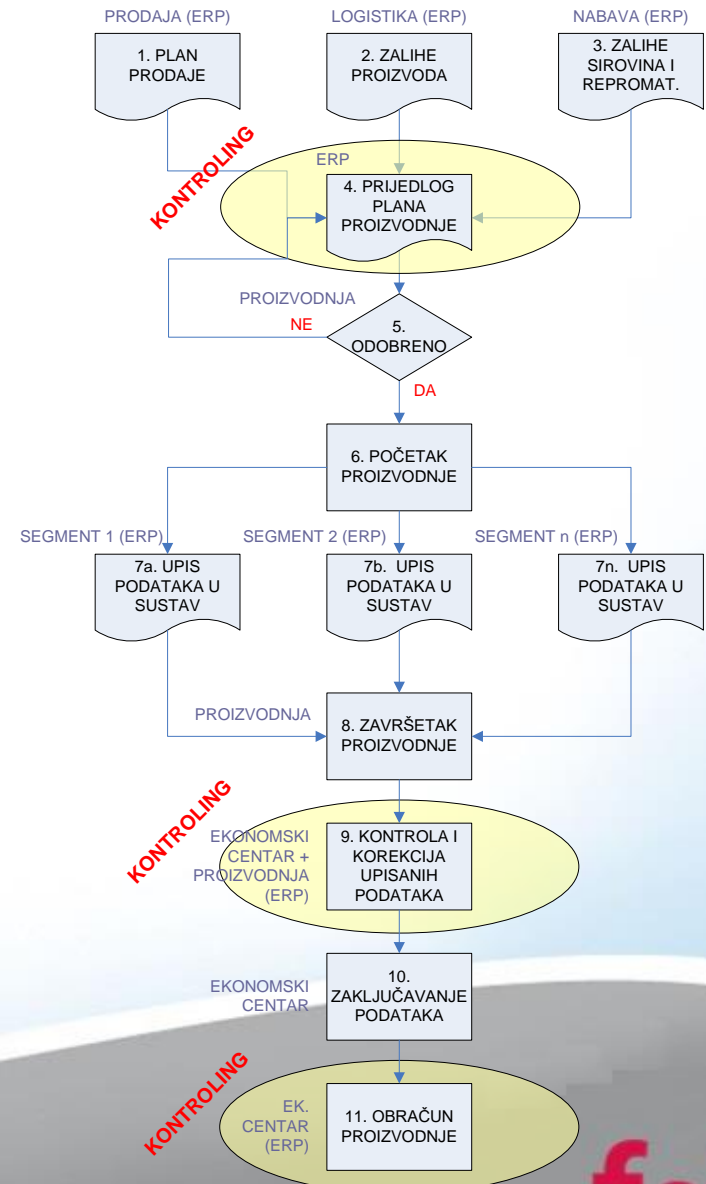 PRODAJA (ERP)
LOGISTIKA (ERP)
NABAVA (ERP)
1. PLAN
PRODAJE
2. ZALIHE
PROIZVODA
3. ZALIHE
SIROVINA I
REPROMAT.
KONTROLING
ERP
4. PRIJEDLOG
PLANA
PROIZVODNJE
PROIZVODNJA
NE
5.
ODOBRENO
DA
6. POČETAK
PROIZVODNJE
SEGMENT 1 (ERP)
SEGMENT 2 (ERP)
SEGMENT n (ERP)
7a. UPIS
PODATAKA U
SUSTAV
7b. UPIS
PODATAKA U
SUSTAV
7n. UPIS
PODATAKA U
SUSTAV
PROIZVODNJA
8. ZAVRŠETAK
PROIZVODNJE
KONTROLING
EKONOMSKI
CENTAR +
PROIZVODNJA
(ERP)
9. KONTROLA I
KOREKCIJA
UPISANIH
PODATAKA
EKONOMSKI
CENTAR
10.
ZAKLJUČAVANJE
PODATAKA
KONTROLING
EK.
CENTAR
(ERP)
11. OBRAČUN
PROIZVODNJE